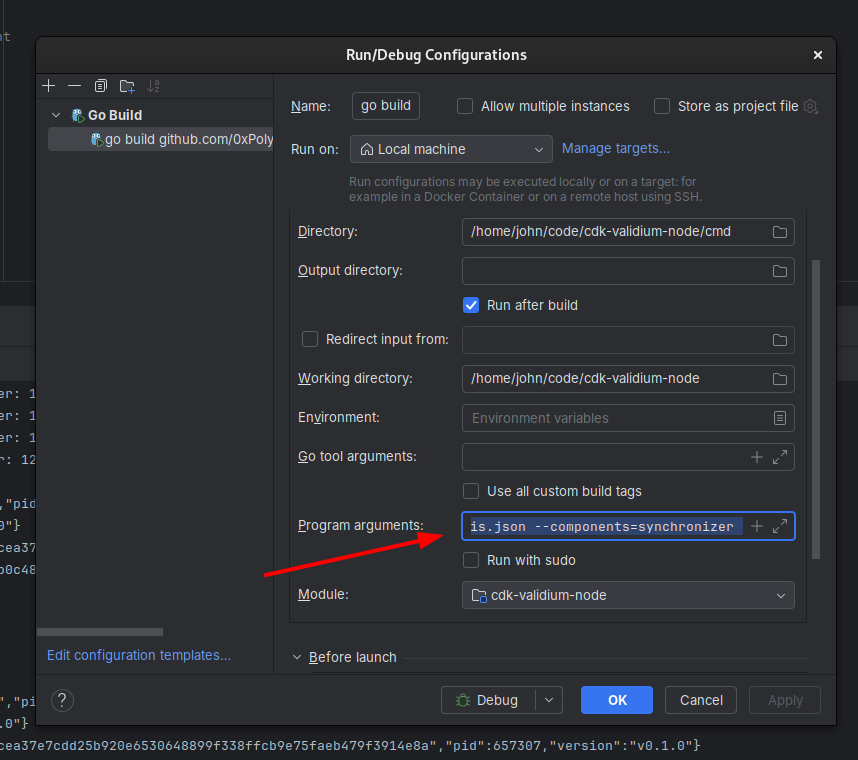 nt
Run/Debug Configurations
Go Build
go build github.com/0xPoly
Name:
go build
Allow multiple instances
Store as project file
Run on:
Local machine
Manage targets...
Run configurations may be executed locally or on a target: for
example in a Docker Container or on a remote host using SSH.
Directory:
/home/john/code/cdk-validium-node/cmd
Output directory:
Run after build
Redirect input from:
Working directory:
/home/john/code/cdk-validium-node
Environment:
Environment variables
Go tool arguments:
Use all custom build tags
Program arguments:
is.json --components=synchronizer
Run with sudo
Module:
cdk-validium-node
Before launch
Edit configuration templates...
?
Debug
OK
Cancel
Apply
er: 1
er: 1
er: 1
r: 12
,"pid
0"}
cea37
b0c48
","pi
.0"}
cea37e7cdd25b920e6530648899f338ffcb9e75faeb479f3914e8a","pid":657307,"version":"v0.1.0"}